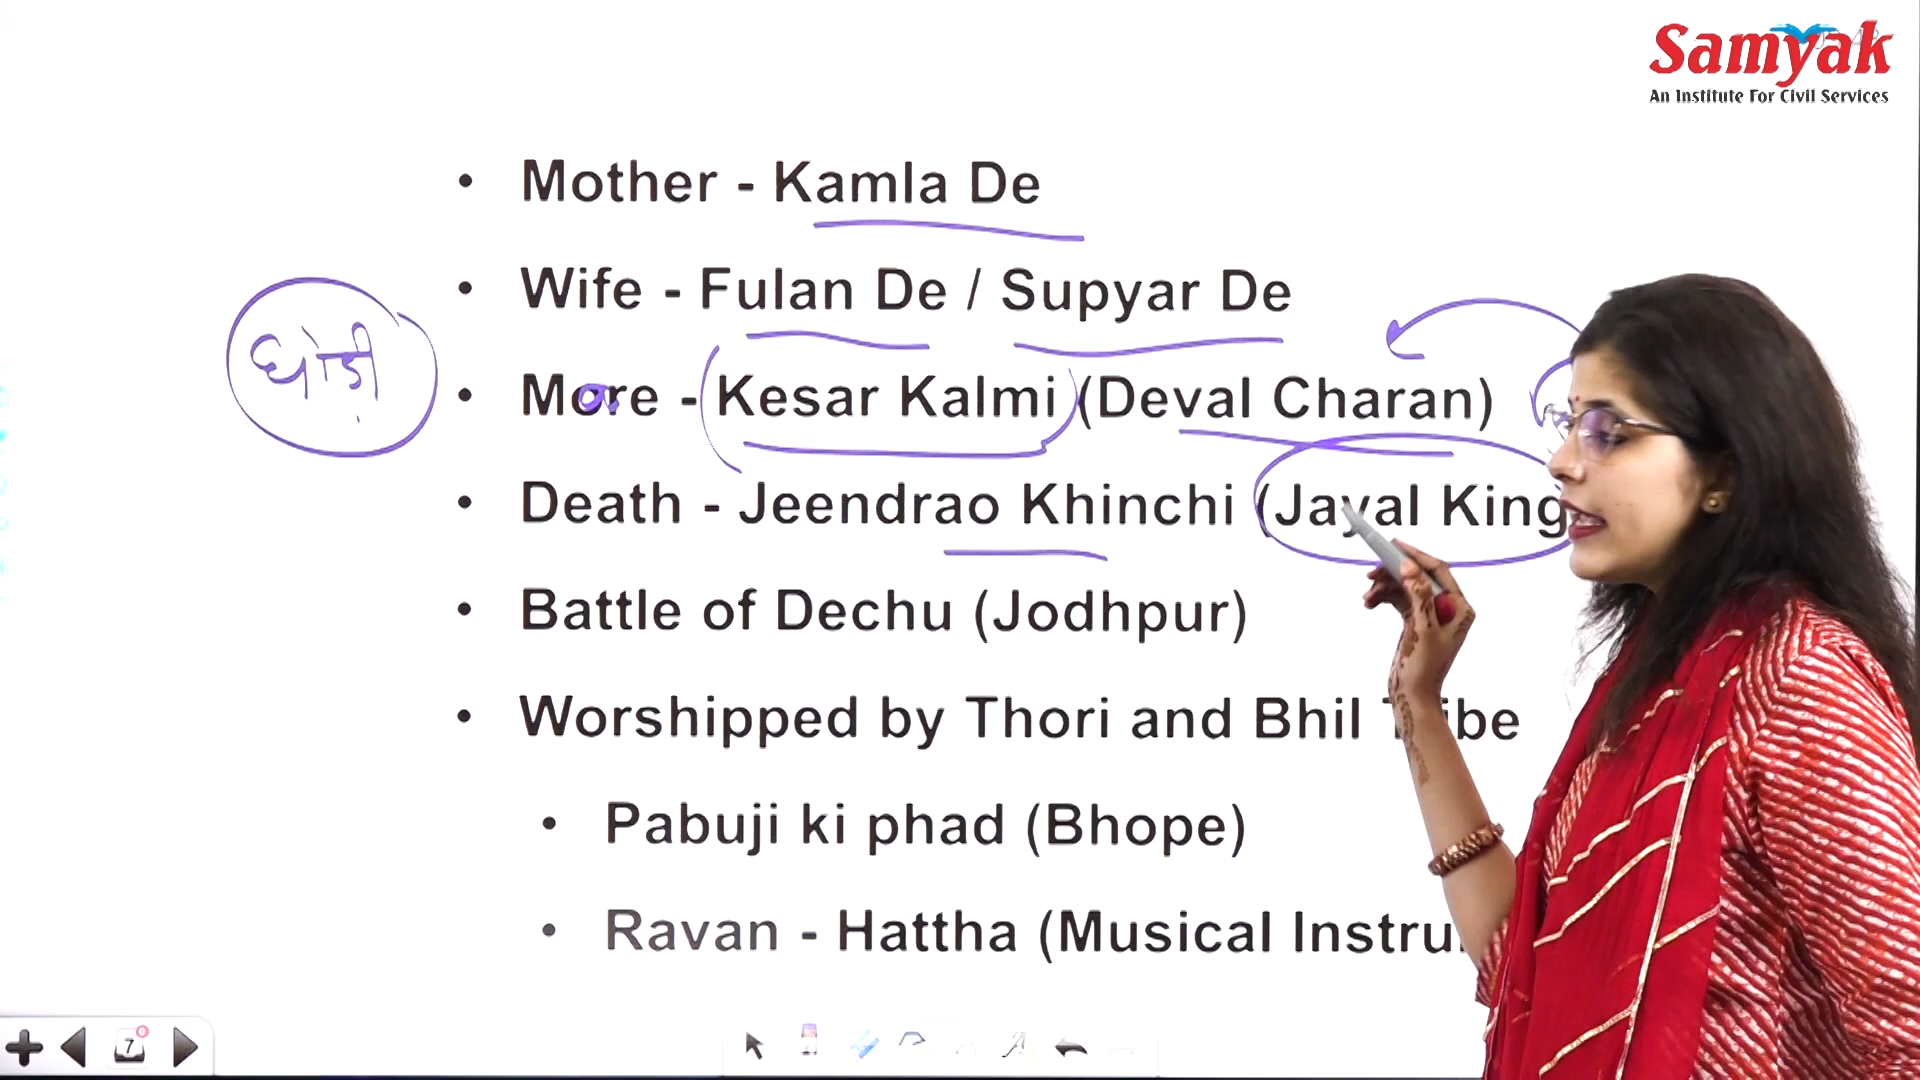 Samyak
An Institute For Civil Services
• Mother - Kamla De
• Wife - Fulan De / Supyar De
घोड़ी
• More - Kesar Kalmi (Deval Charan)
• Death - Jeendrao Khinchi (Jayal King
• Battle of Dechu (Jodhpur)
• Worshipped by Thori and Bhil
• Pabuji ki phad (Bhope)
• Ravan - Hattha (Musical
7